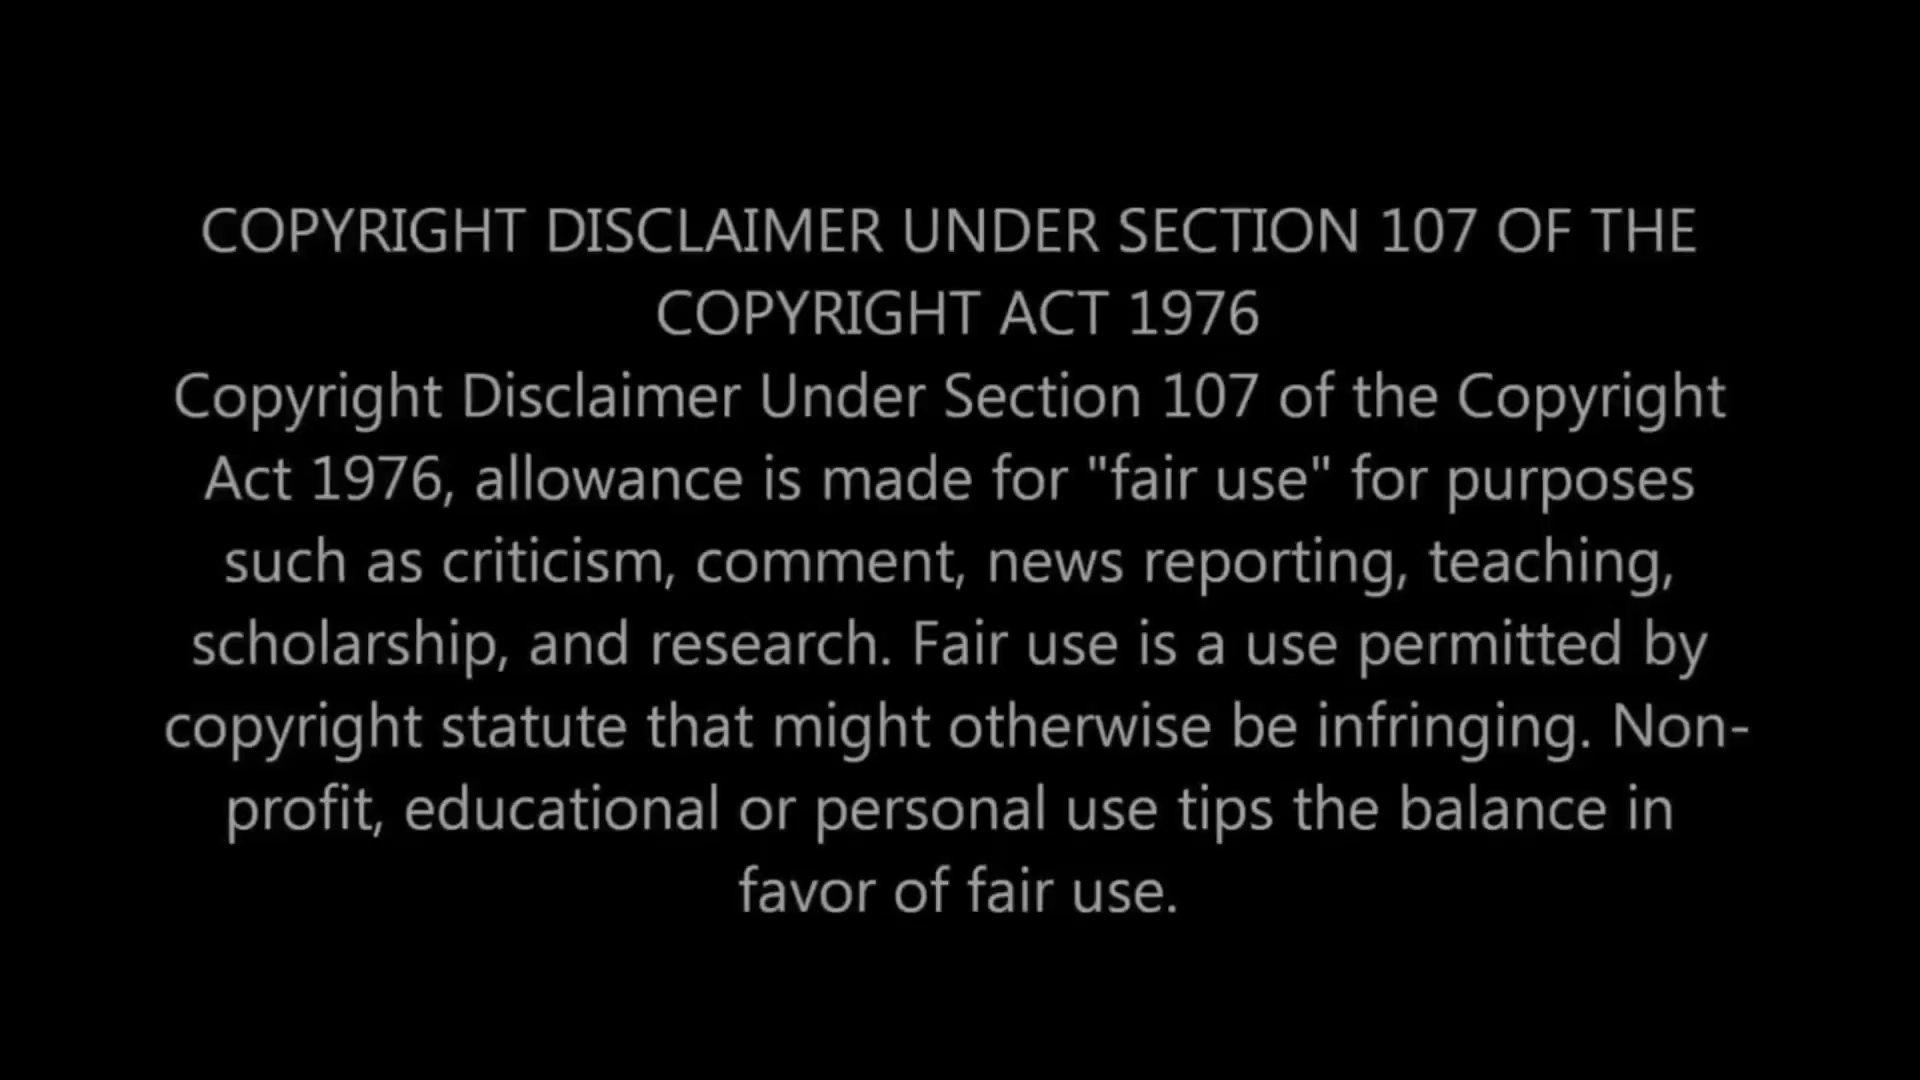 COPYRIGHT DISCLAIMER UNDER SECTION 107 OF THE
COPYRIGHT ACT 1976
Copyright Disclaimer Under Section 107 of the Copyright
Act 1976, allowance is made for "fair use" for purposes
such as criticism, comment, news reporting, teaching,
scholarship, and research. Fair use is a use permitted by
copyright statute that might otherwise be infringing. Non-
profit, educational or personal use tips the balance in
favor of fair use.